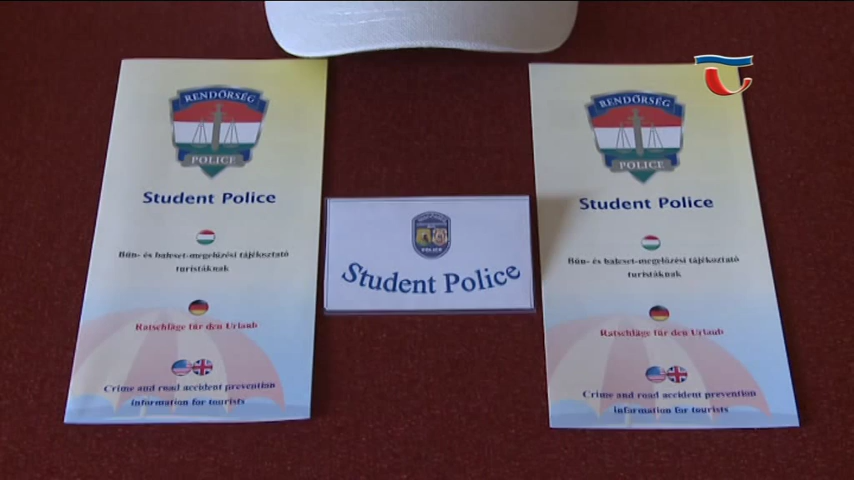 RENDŐRSÉG
POLICE
Student Police
Bűn- és baleset-megelőzési tájékoztató
turistáknak
Ratschläge für den Urlaub
Crime and road accident prevention
information for tourists
POLICE
Student Police
RENDŐRSÉG
POLICE
Student Police
Bűn- és baleset-megelőzési tájékoztató
turistáknak
Ratschläge für den Urlaub
Crime and road accident prevention
information for tourists